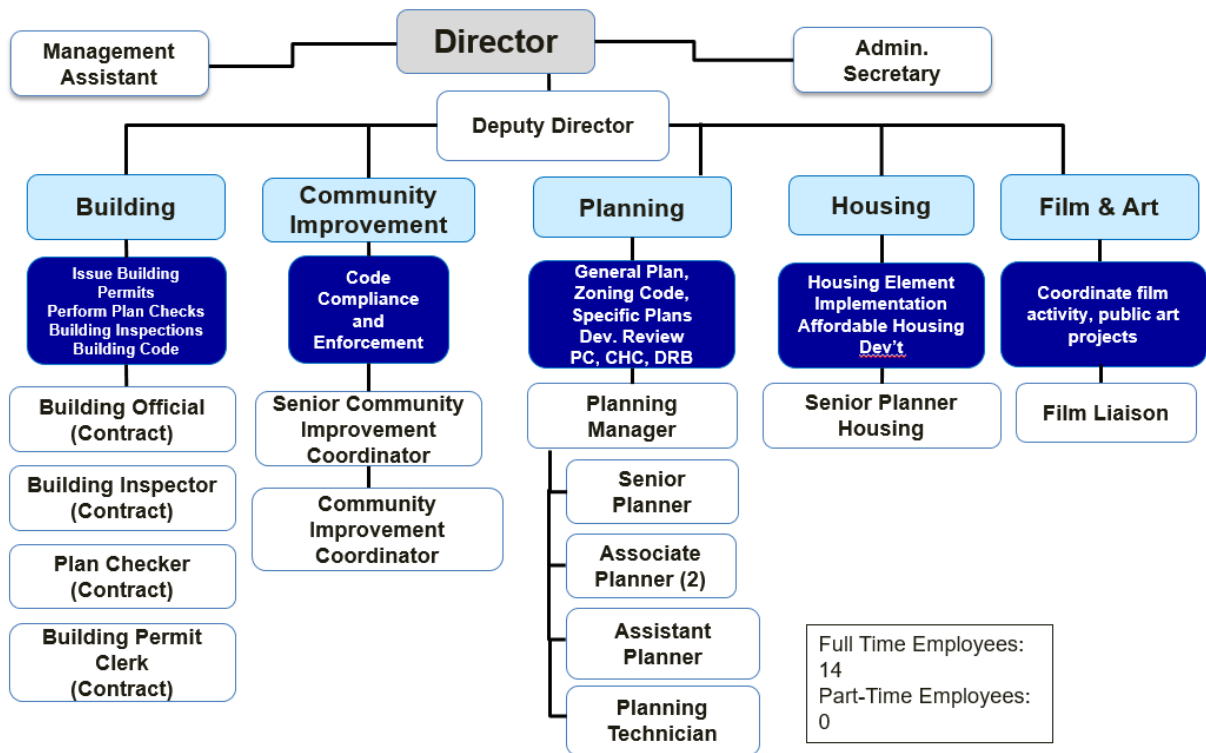 Director
Management
Assistant
Admin.
Secretary
Deputy Director
Building
Community
Improvement
Planning
Housing
Film & Art
Issue Building
Permits
Perform Plan Checks
Building Inspections
Building Code
Code
Compliance
and
Enforcement
General Plan,
Zoning Code,
Specific Plans
Dev. Review
PC, CHC, DRB
Housing Element
Implementation
Affordable Housing
Dev't
Coordinate film
activity, public art
projects
Building Official
(Contract)
Senior Community
Improvement
Coordinator
Planning
Manager
Senior Planner
Housing
Film Liaison
Building Inspector
(Contract)
Community
Improvement
Coordinator
Senior
Planner
Plan Checker
(Contract)
Associate
Planner (2)
Building Permit
Clerk
(Contract)
Assistant
Planner
Planning
Technician
Full Time Employees:
14
Part-Time Employees:
0